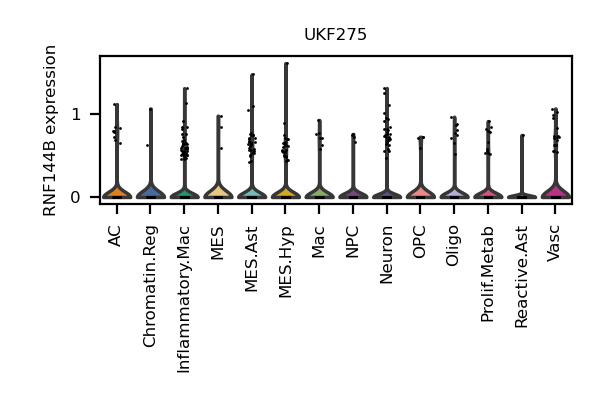 UKF275
RNF144B expression
1
0
AC
Chromatin.Reg
Inflammatory.Mac
MES
MES.Ast
MES.Hyp
Mac
NPC
Neuron
OPC
Oligo
Prolif.Metab
Reactive.Ast
Vasc